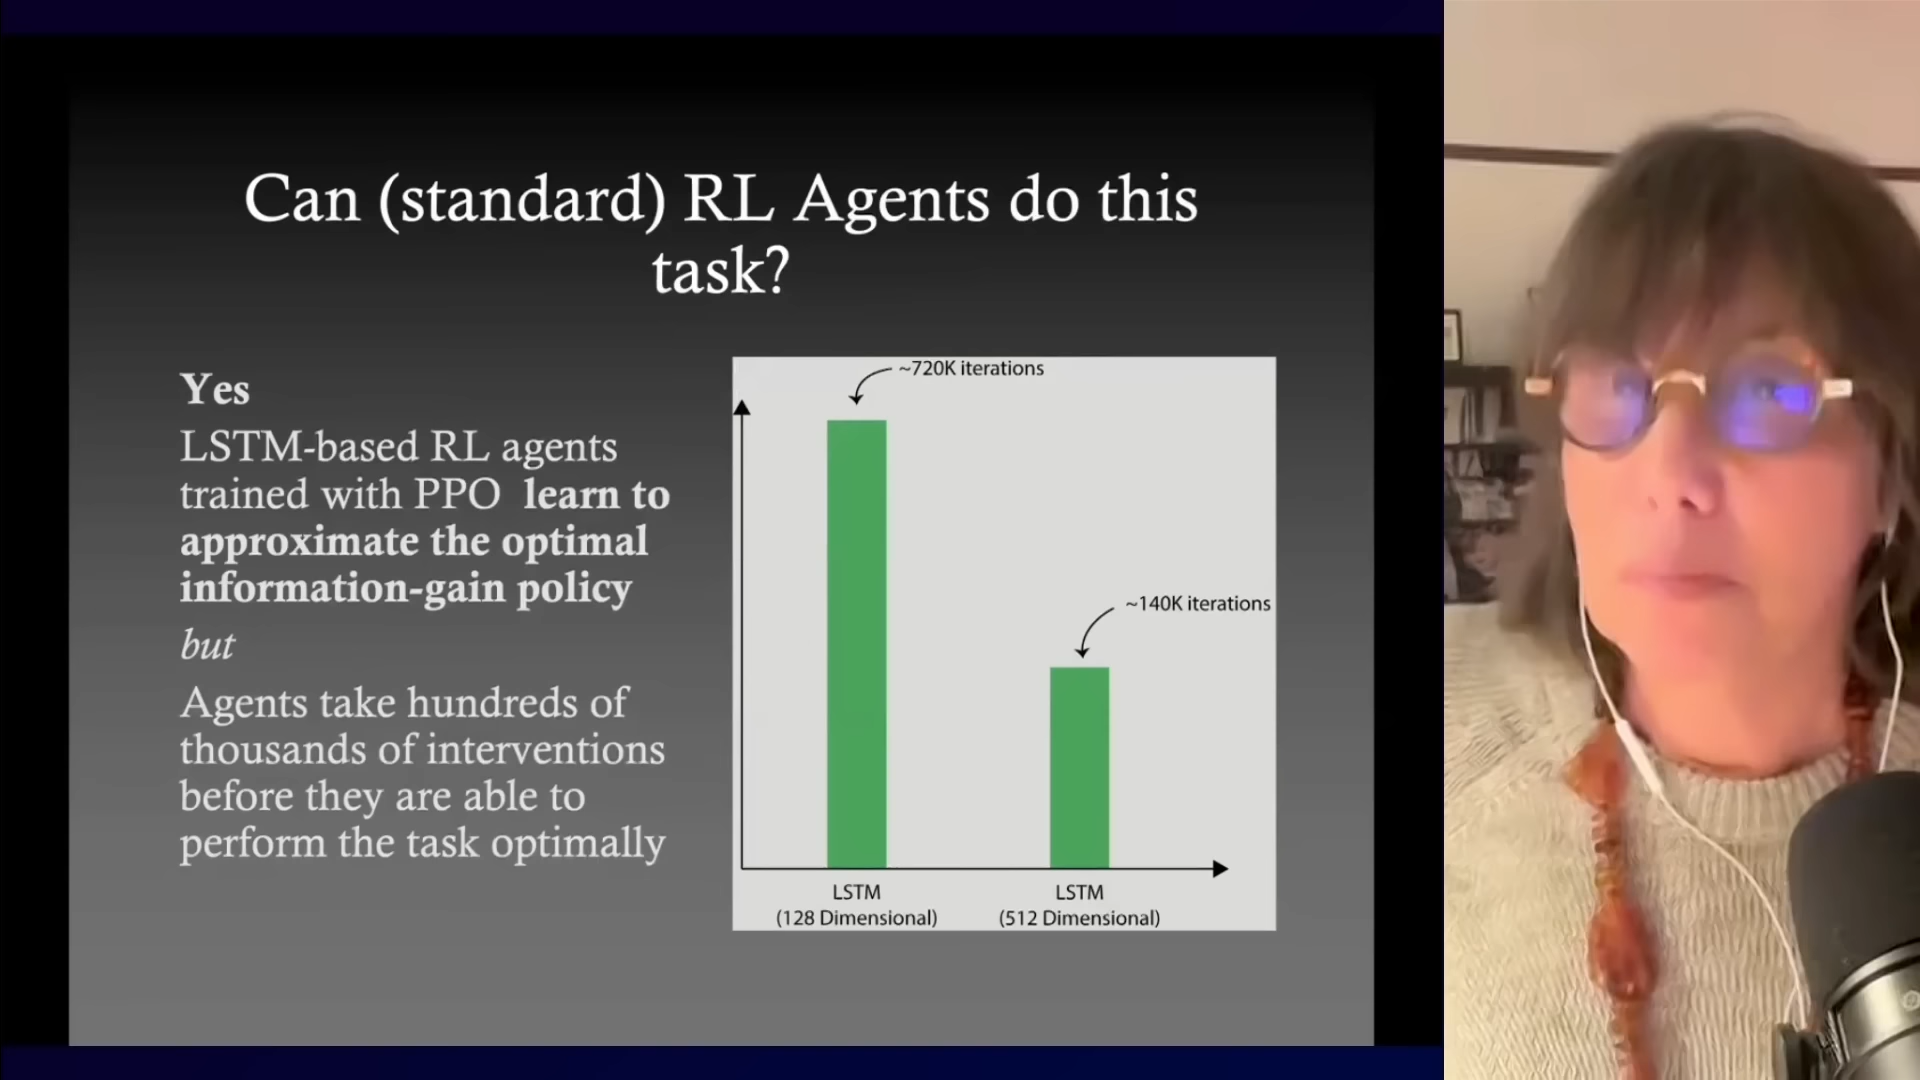 Can (standard) RL Agents do this
task?
Yes
LSTM-based RL agents
trained with PPO learn to
approximate the optimal
information-gain policy
but
Agents take hundreds of
thousands of interventions
before they are able to
perform the task optimally
~720K iterations
~140K iterations
LSTM
(128 Dimensional)
LSTM
(512 Dimensional)